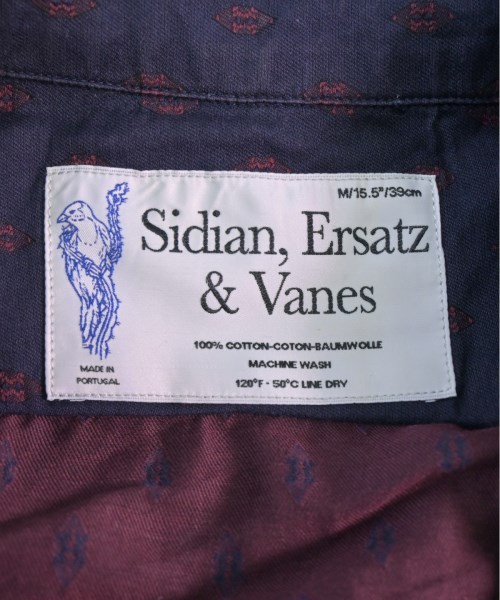 M/15.5"/39cm
Sidian, Ersatz
& Vanes
100% COTTON-COTON-BAUMWOLLE
MACHINE WASH
120°F - 50°C LINE DRY
MADE IN
PORTUGAL